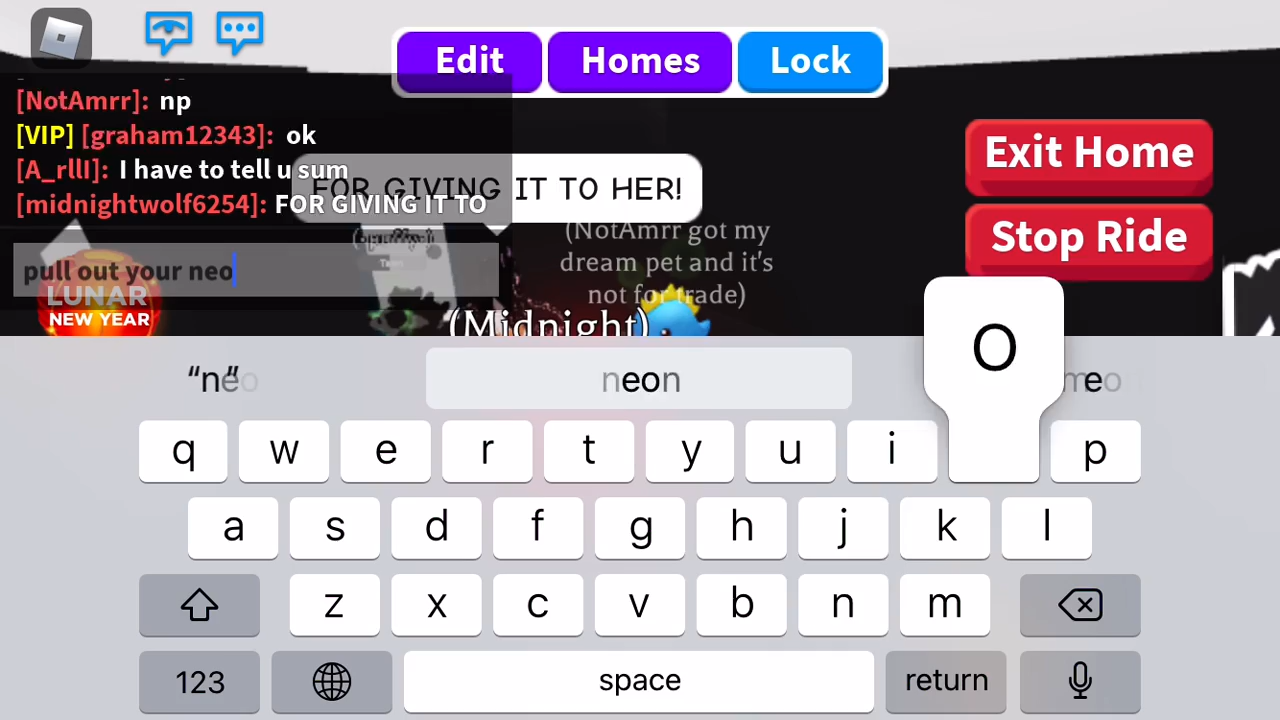 Edit
Homes
Lock
[NotAmrr]: np
[VIP] [graham12343]: ok
[A_rllI]: I have to tell u sum
[midnightwolf6254]: FOR GIVING IT TO
FOR GIVING IT TO HER!
Exit Home
Stop Ride
(NotAmrr got my
dream pet and it's
not for trade)
pull out your neo
LUNAR
NEW YEAR
(Midnight)
“ne”
neon
q w e r t y u i O p
a s d f g h j k l
z x c v b n m
123
space
return